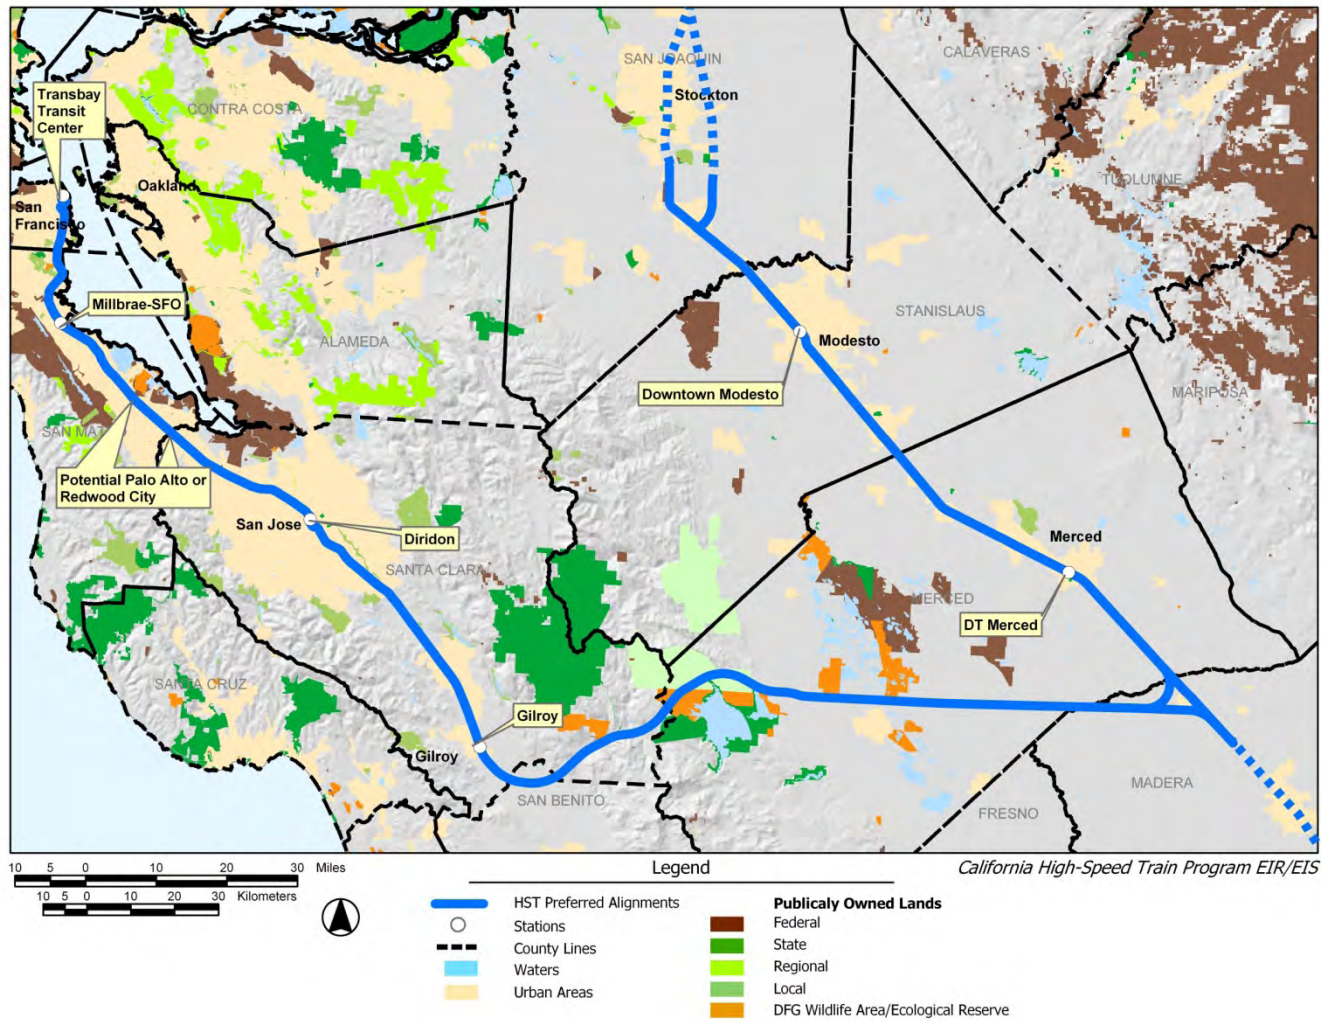 CALAVERAS
SAN JOAQUIN
Transbay
Transit
Center
Stockton
CONTRA COSTA
TUOLUMNE
Oakland
San
Francisco
Millbrae-SFO
STANISLAUS
ALAMEDA
Modesto
Downtown Modesto
MARIPOSA
SAN MAT
Potential Palo Alto or
Redwood City
San Jose
Diridon
Merced
SANTA CLARA
MERCED
DT Merced
SANTA CRUZ
Gilroy
Gilroy
MADERA
SAN BENITO
FRESNO
10 5 0 10 20 30 Miles
10 5 0 10 20 30 Kilometers
Legend
California High-Speed Train Program EIR/EIS
HST Preferred Alignments
Stations
County Lines
Waters
Urban Areas
Publicaly Owned Lands
Federal
State
Regional
Local
DFG Wildlife Area/Ecological Reserve